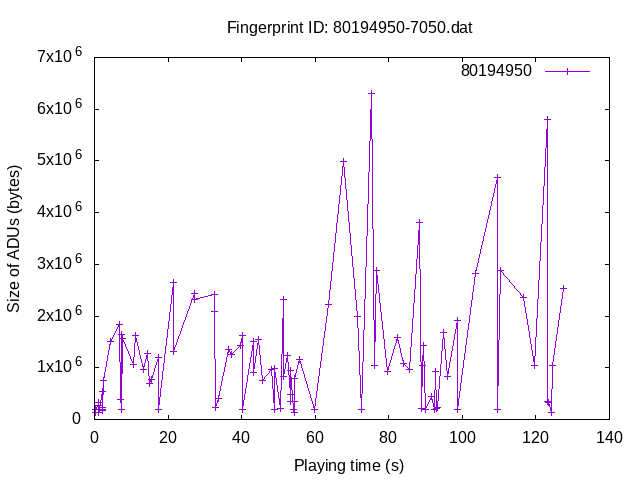 Fingerprint ID: 80194950-7050.dat
80194950
7x10^6
6x10^6
5x10^6
4x10^6
3x10^6
2x10^6
1x10^6
0
Size of ADUs (bytes)
0 20 40 60 80 100 120 140
Playing time (s)